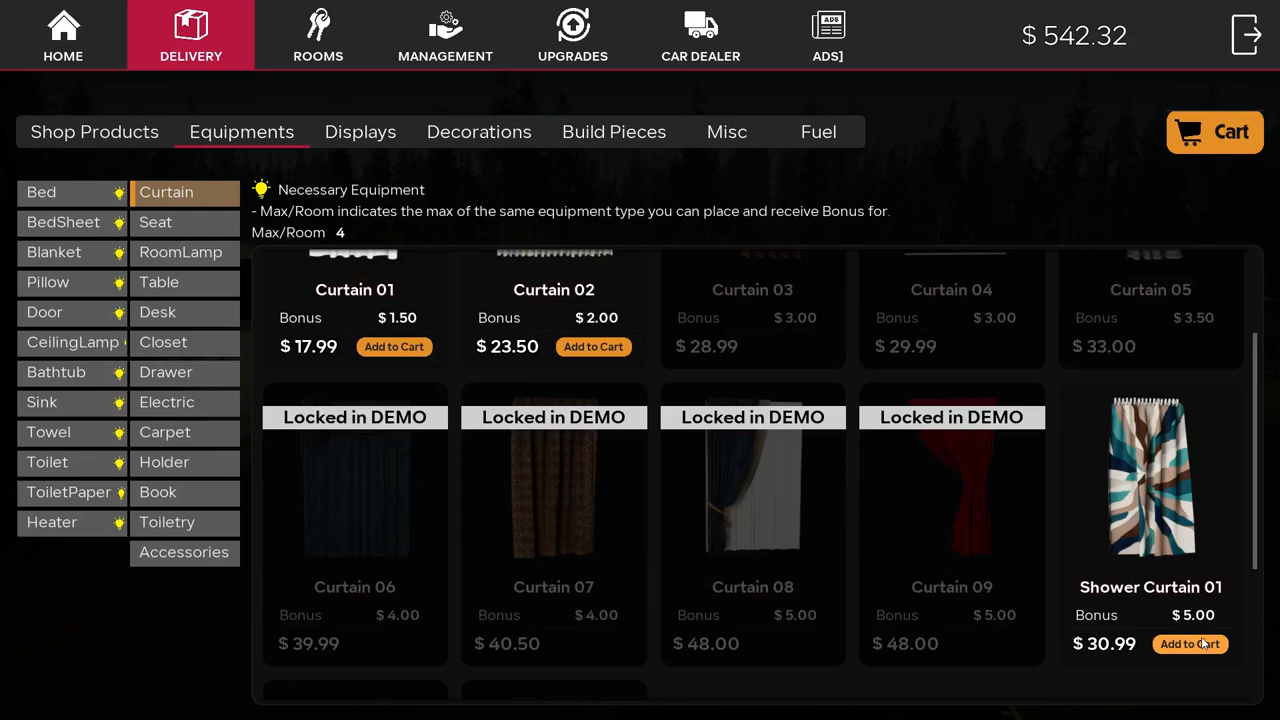 HOME
DELIVERY
ROOMS
MANAGEMENT
UPGRADES
CAR DEALER
ADS
ADS]
$ 542.32
Shop Products
Equipments
Displays
Decorations
Build Pieces
Misc
Fuel
Cart
Bed
BedSheet
Blanket
Pillow
Door
CeilingLamp
Bathtub
Sink
Towel
Toilet
ToiletPaper
Heater
Curtain
Seat
RoomLamp
Table
Desk
Closet
Drawer
Electric
Carpet
Holder
Book
Toiletry
Accessories
Necessary Equipment
- Max/Room indicates the max of the same equipment type you can place and receive Bonus for.
Max/Room 4
Curtain 01
Bonus $ 1.50
$ 17.99 Add to Cart
Curtain 02
Bonus $ 2.00
$ 23.50 Add to Cart
Curtain 03
Bonus $ 3.00
$ 28.99
Curtain 04
Bonus $ 3.00
$ 29.99
Curtain 05
Bonus $ 3.50
$ 33.00
Locked in DEMO
Curtain 06
Bonus $ 4.00
$ 39.99
Locked in DEMO
Curtain 07
Bonus $ 4.00
$ 40.50
Locked in DEMO
Curtain 08
Bonus $ 5.00
$ 48.00
Locked in DEMO
Curtain 09
Bonus $ 5.00
$ 48.00
Shower Curtain 01
Bonus $ 5.00
$ 30.99 Add to Cart